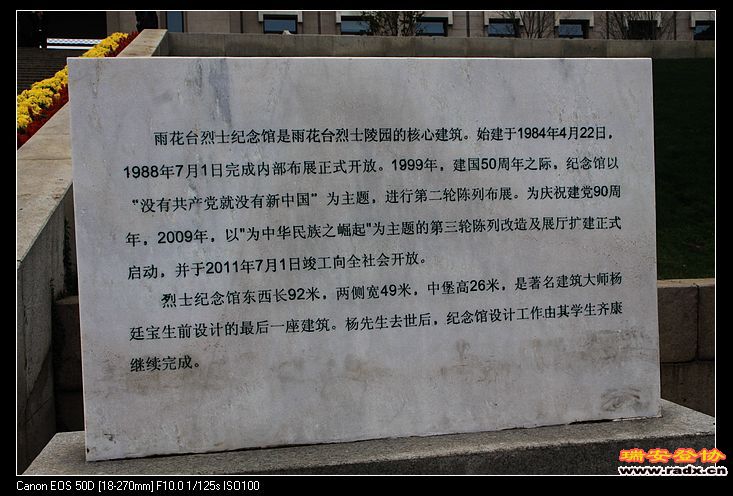 雨花台烈士纪念馆是雨花台烈士陵园的核心建筑。始建于1984年4月22日，
1988年7月1日完成内部布展正式开放。1999年，建国50周年之际，纪念馆以
“没有共产党就没有新中国”为主题，进行第二轮陈列布展。为庆祝建党90周
年，2009年，以"为中华民族之崛起"为主题的第三轮陈列改造及展厅扩建正式
启动，并于2011年7月1日竣工向全社会开放。
烈士纪念馆东西长92米，两侧宽49米，中堡高26米，是著名建筑大师杨
廷宝生前设计的最后一座建筑。杨先生去世后，纪念馆设计工作由其学生齐康
继续完成。
瑞安登协
www.radx.cn
Canon EOS 50D [18-270mm] F10.0 1/125s ISO100